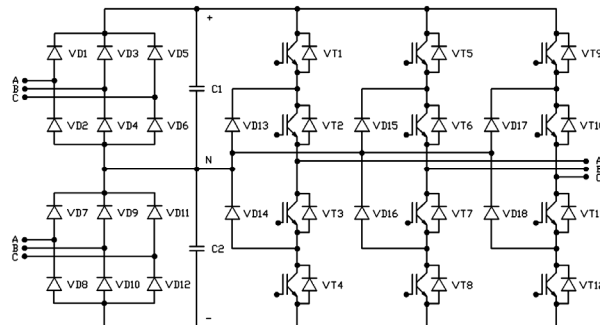 +
VD1 VD3 VD5 VT1 VT5 VT9
A
B
C
C1
VD2 VD4 VD6 VD13 VT2 VD15 VT6 VD17 VT10
N
A
B
C
VD7 VD9 VD11 VD14 VT3 VD16 VT7 VD18
A
B
C
C2
VD8 VD10 VD12 VT4 VT8 VT12
-